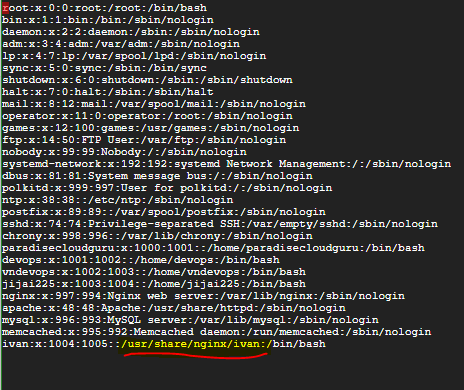 root:x:0:0:root:/root:/bin/bash
bin:x:1:1:bin:/bin:/sbin/nologin
daemon:x:2:2:daemon:/sbin:/sbin/nologin
adm:x:3:4:adm:/var/adm:/sbin/nologin
lp:x:4:7:lp:/var/spool/lpd:/sbin/nologin
sync:x:5:0:sync:/sbin:/bin/sync
shutdown:x:6:0:shutdown:/sbin:/sbin/shutdown
halt:x:7:0:halt:/sbin:/sbin/halt
mail:x:8:12:mail:/var/spool/mail:/sbin/nologin
operator:x:11:0:operator:/root:/sbin/nologin
games:x:12:100:games:/usr/games:/sbin/nologin
ftp:x:14:50:FTP User:/var/ftp:/sbin/nologin
nobody:x:99:99:Nobody:/:/sbin/nologin
systemd-network:x:192:192:systemd Network Management:/:/sbin/nologin
dbus:x:81:81:System message bus:/:/sbin/nologin
polkitd:x:999:997:User for polkitd:/:/sbin/nologin
ntp:x:38:38::/etc/ntp:/sbin/nologin
postfix:x:89:89::/var/spool/postfix:/sbin/nologin
sshd:x:74:74:Privilege-separated SSH:/var/empty/sshd:/sbin/nologin
chrony:x:998:996::/var/lib/chrony:/sbin/nologin
paradisecloudguru:x:1000:1001::/home/paradisecloudguru:/bin/bash
devops:x:1001:1002::/home/devops:/bin/bash
vndevops:x:1002:1003::/home/vndevops:/bin/bash
jijai225:x:1003:1004::/home/jijai225:/bin/bash
nginx:x:997:994:Nginx web server:/var/lib/nginx:/sbin/nologin
apache:x:48:48:Apache:/usr/share/httpd:/sbin/nologin
mysql:x:996:993:MySQL server:/var/lib/mysql:/sbin/nologin
memcached:x:995:992:Memcached daemon:/run/memcached:/sbin/nologin
ivan:x:1004:1005::/usr/share/nginx/ivan:/bin/bash